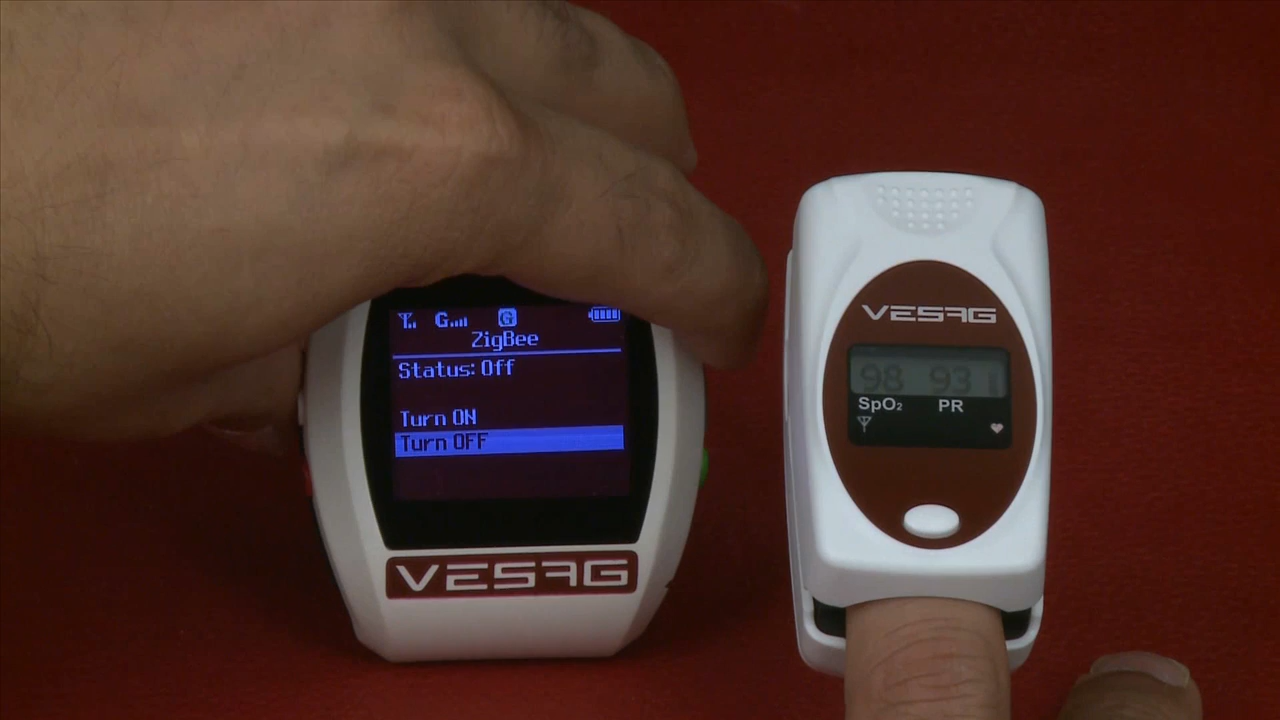 G
G
ZigBee
Status: Off
Turn ON
Turn OFF
VESAG
VESAG
98 93
SpO₂ PR